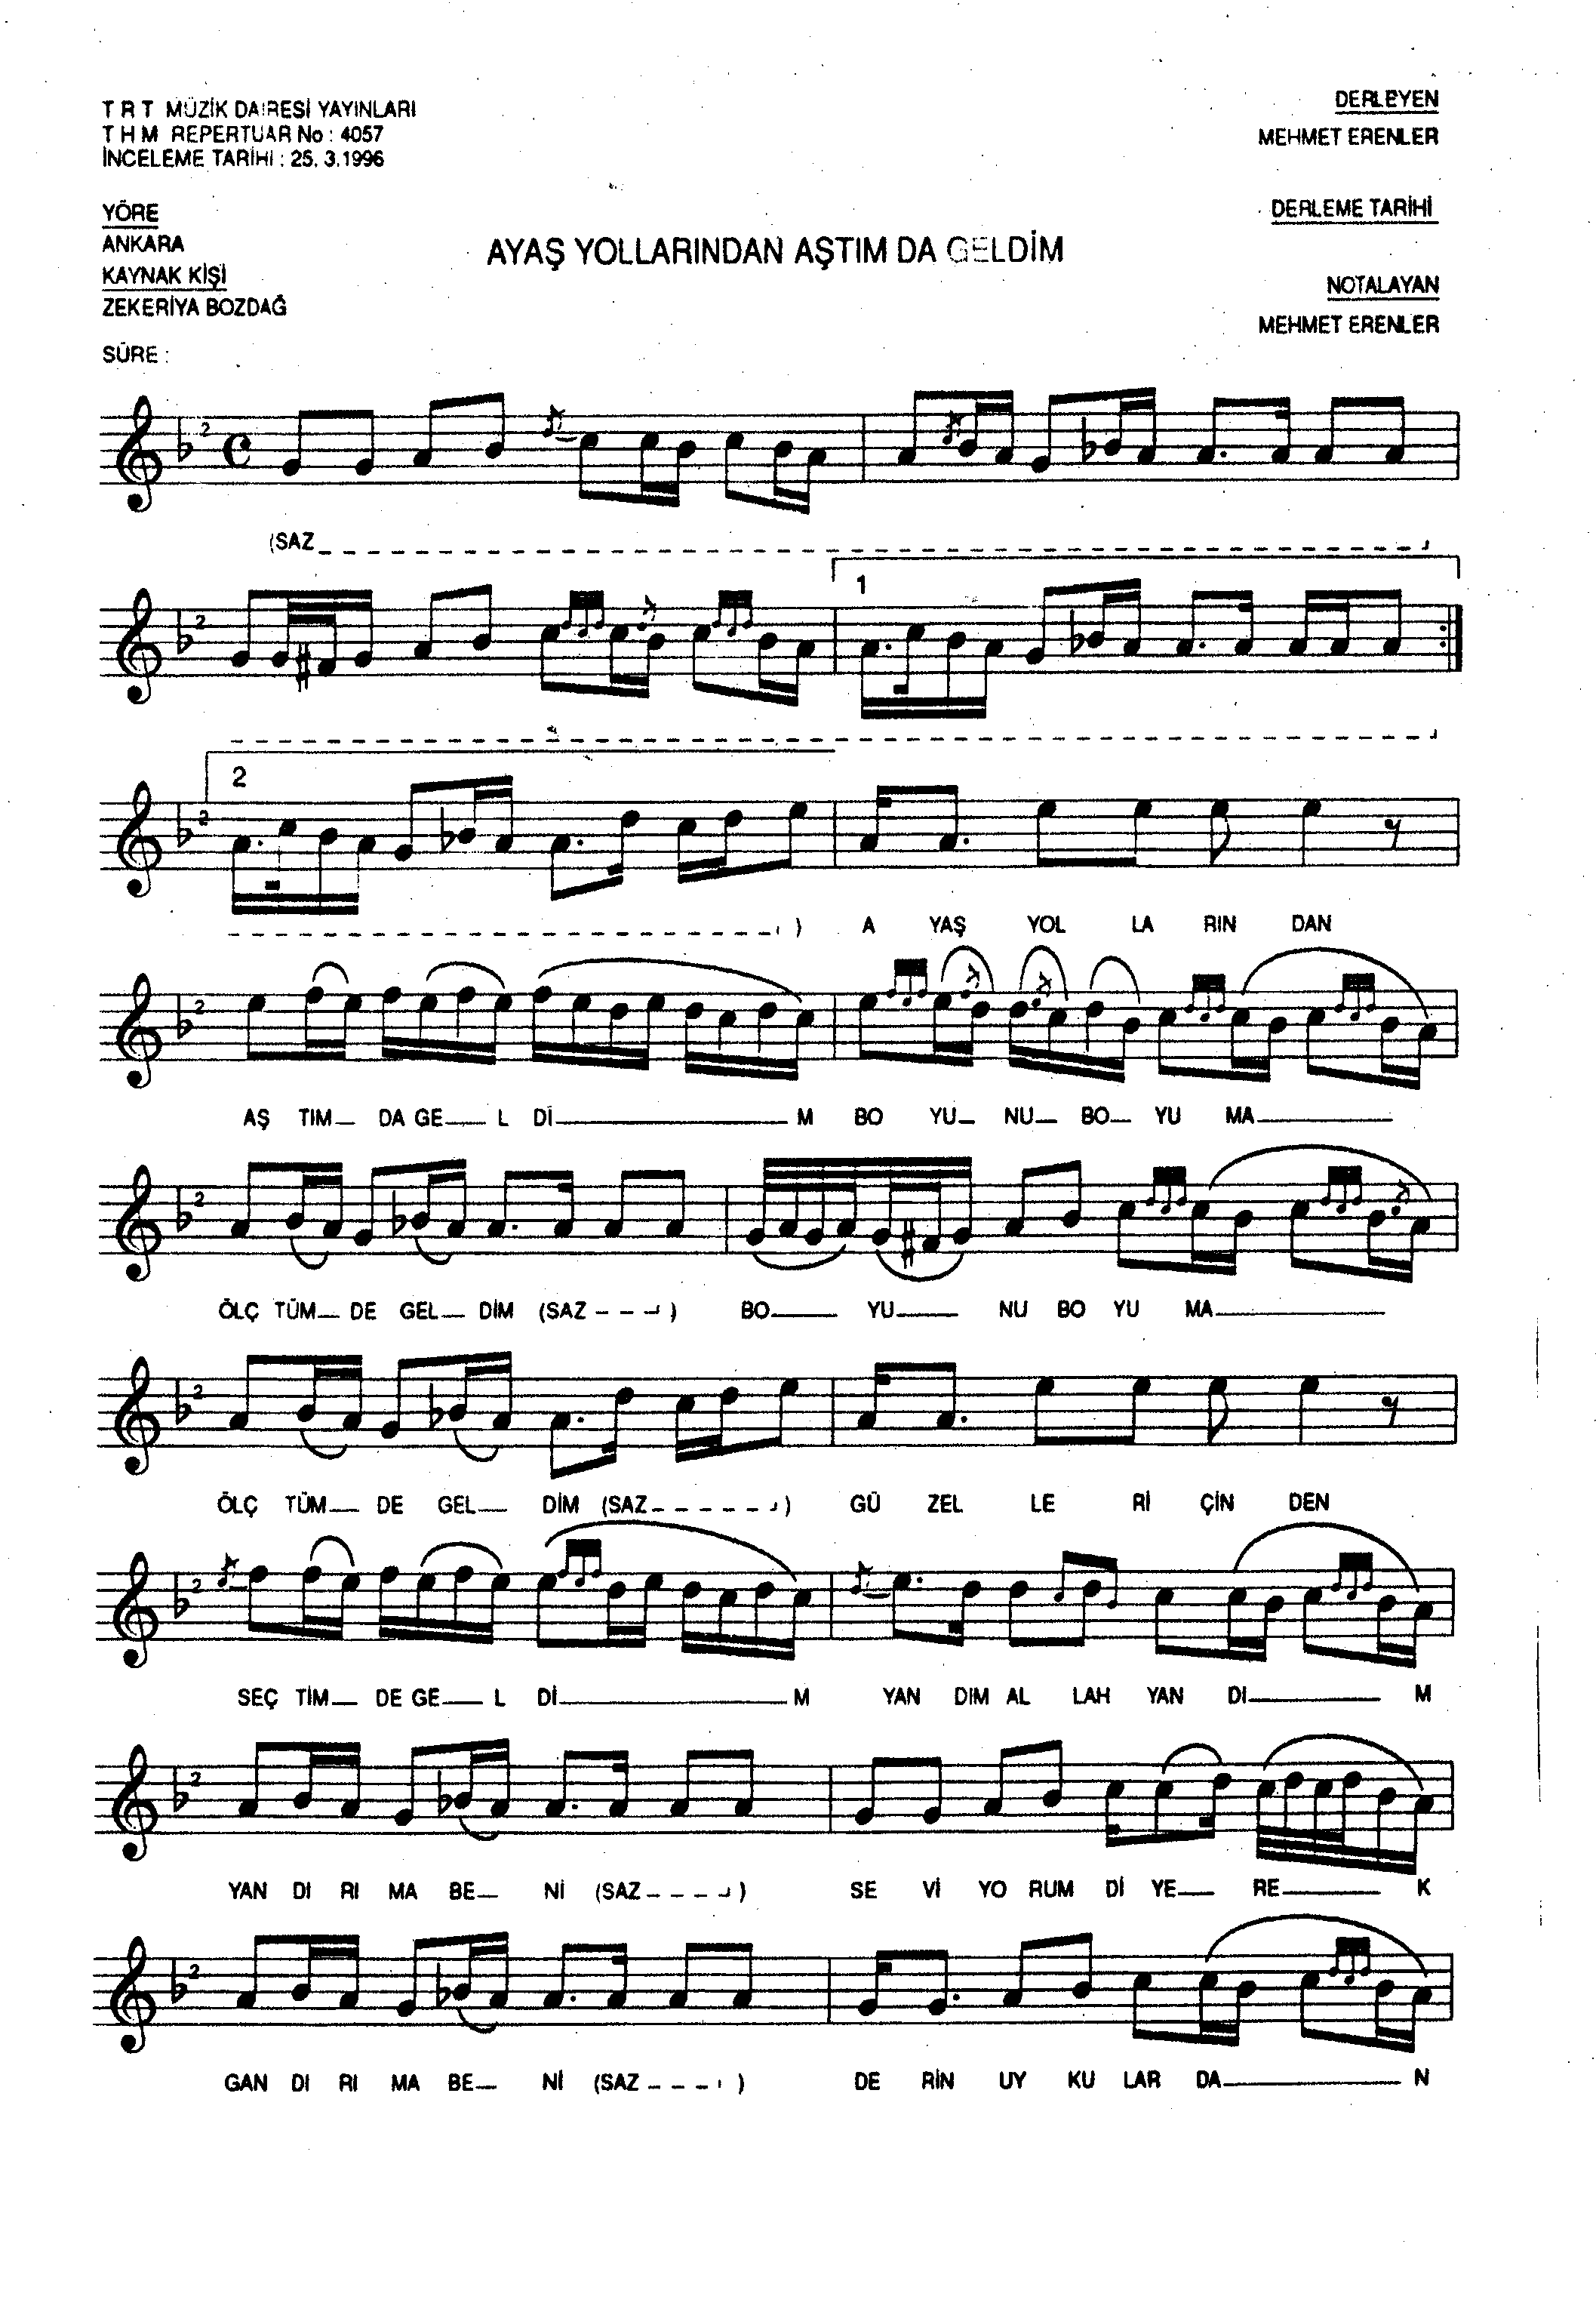 T R T MÜZİK DAİRESİ YAYINLARI
T H M REPERTUAR No : 4057
İNCELEME TARİHİ : 25. 3.1996
DERLEYEN
MEHMET ERENLER
YÖRE
ANKARA
KAYNAK KİŞİ
ZEKERİYA BOZDAĞ
SÜRE :
AYAŞ YOLLARINDAN AŞTIM DA GELDİM
DERLEME TARİHİ
NOTALAYAN
MEHMET ERENLER
(SAZ
1
2
A YAŞ YOL LA RIN DAN
AŞ TIM DA GE L Dİ M BO YU NU BO YU MA
ÖLÇ TÜM DE GEL DİM (SAZ ) BO YU NU BO YU MA
ÖLÇ TÜM DE GEL DİM (SAZ ) GÜ ZEL LE Rİ ÇİN DEN
SEÇ TİM DE GE L Dİ M YAN DIM AL LAH YAN DI M
YAN DI RI MA BE Nİ (SAZ ) SE Vİ YO RUM Dİ YE RE K
GAN DI RI MA BE Nİ (SAZ ) DE RİN UY KU LAR DA N